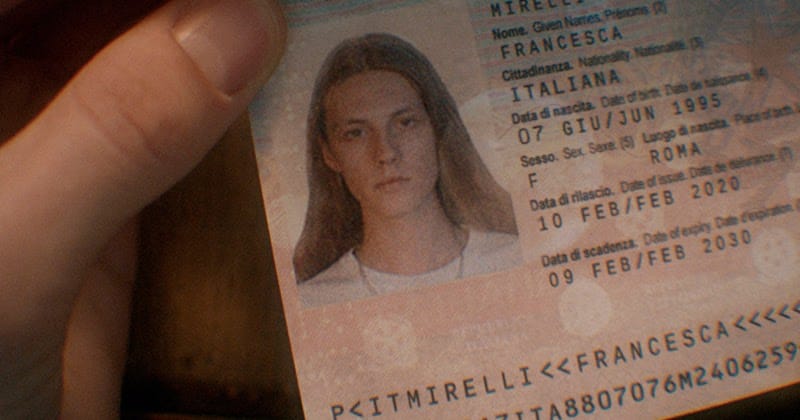 MIRELLI
Nome. Given Names. Prénoms. (2)
FRANCESCA
Cittadinanza. Nationality. Nationalité. (3)
ITALIANA
Data di nascita. Date of birth. Date de naissance. (4)
07 GIU/JUN 1995
Sesso. Sex. Sexe. (5) Luogo di nascita. Place of birth.
F ROMA
Data di rilascio. Date of issue. Date de délivrance. (7)
10 FEB/FEB 2020
Data di scadenza. Date of expiry. Date d'expiration.
09 FEB/FEB 2030
P<ITMIRELLI<<FRANCESCA<<<<<
ZITA8807076M2406259